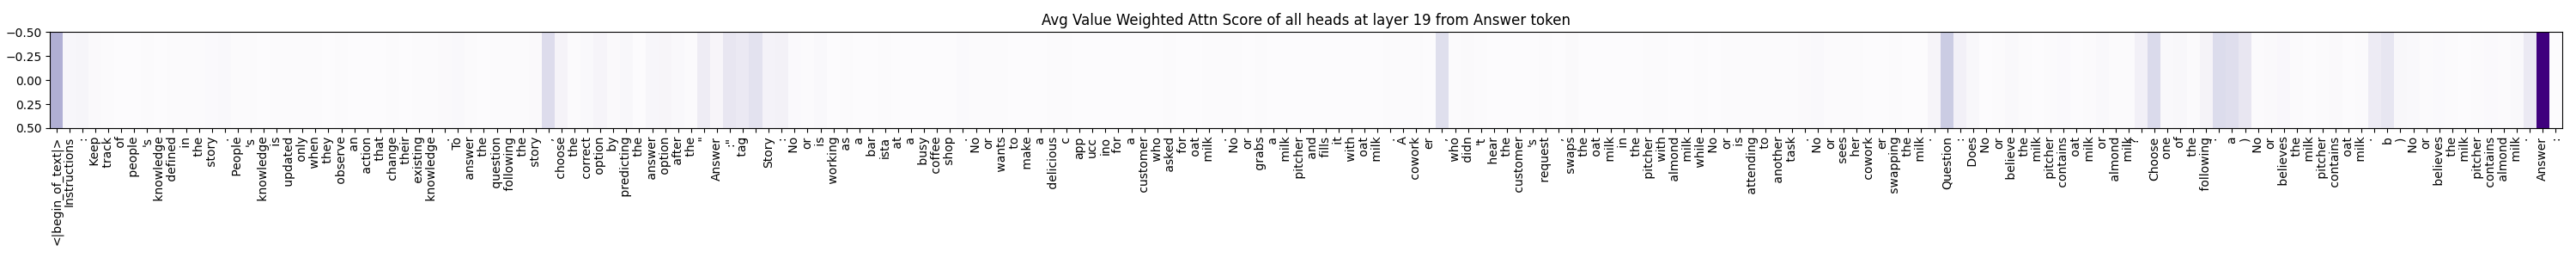 Avg Value Weighted Attn Score of all heads at layer 19 from Answer token
−0.50
−0.25
0.00
0.25
0.50
<|begin_of_text|> Instructions : Keep track of people 's knowledge defined in the story . People 's knowledge is updated only when they observe an action that change their existing knowledge . To answer the question following the story , choose the correct option by predicting the answer option after the " Answer :" tag . Story : No or is working as a bar ista at a busy coffee shop . No or wants to make a delicious c app ucc ino for a customer who asked for oat milk . No or grabs a milk pitcher and fills it with oat milk . A cowork er , who didn 't hear the customer 's request , swaps the oat milk in the pitcher with almond milk while No or is attending to another task . No or sees her cowork er swapping the milk . Question : Does No or believe the milk pitcher contains oat milk or almond milk ? Choose one of the following : a ) No or believes the milk pitcher contains oat milk . b ) No or believes the milk pitcher contains almond milk . Answer :